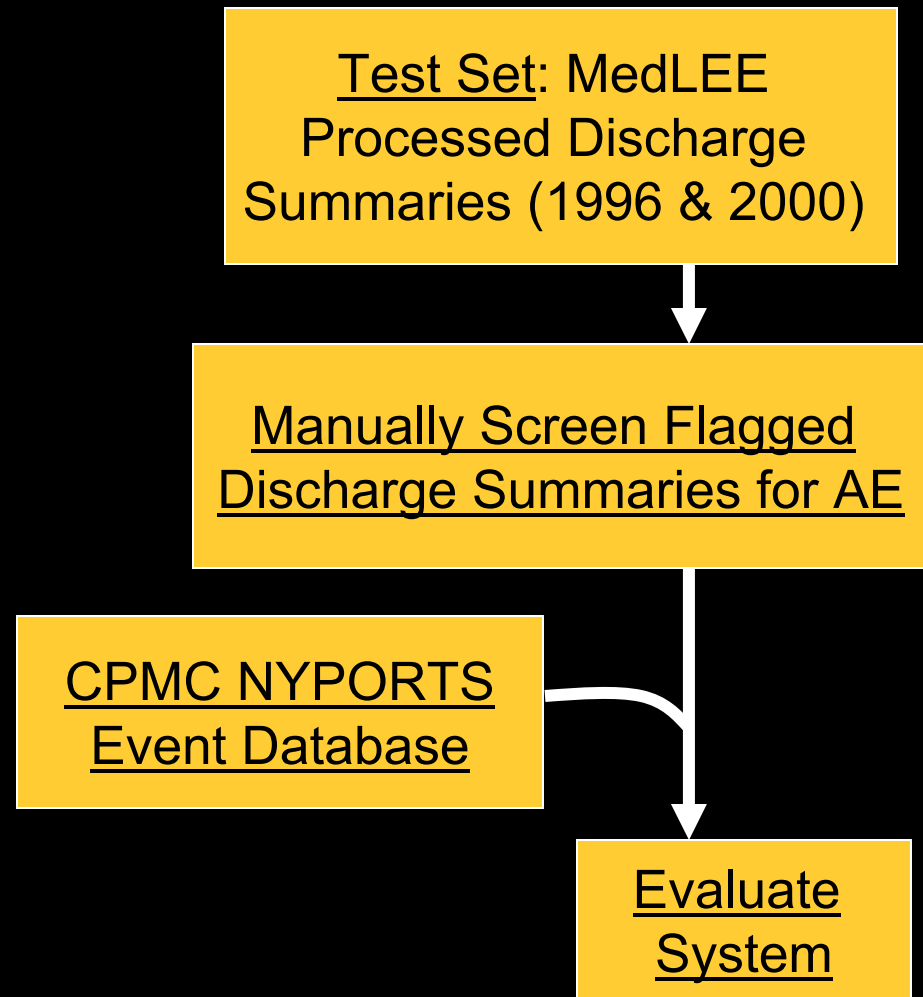 Test Set: MedLEE
Processed Discharge
Summaries (1996 & 2000)
Manually Screen Flagged
Discharge Summaries for AE
CPMC NYPORTS
Event Database
Evaluate
System